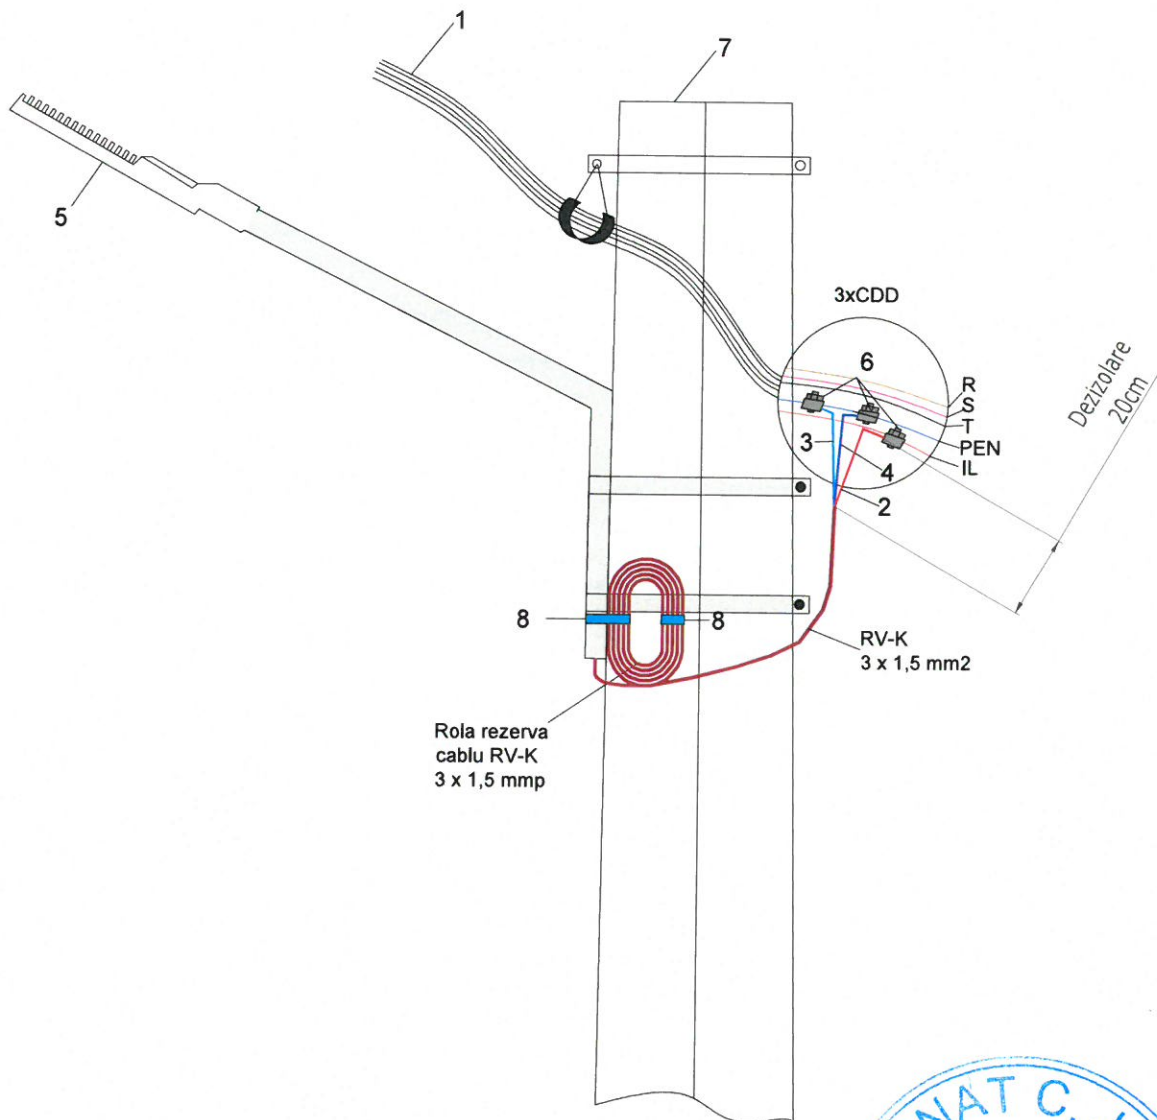 1
7
5
3xCDD
6
R
S
T
PEN
IL
3
4
2
Dezizolare
20cm
8
8
RV-K
3 x 1,5 mm2
Rola rezerva
cablu RV-K
3 x 1,5 mmp
NAT C.